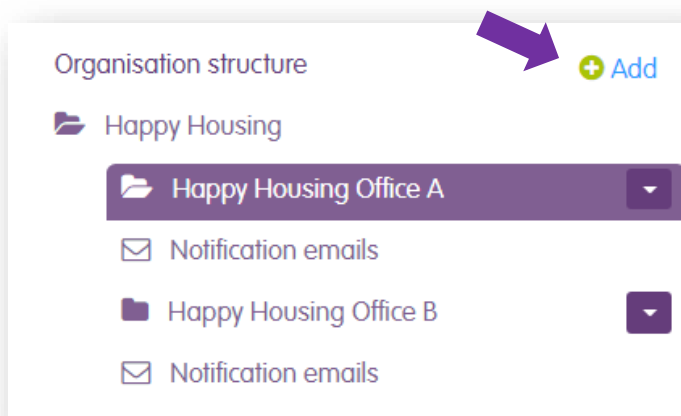 Organisation structure Add
Happy Housing
Happy Housing Office A
Notification emails
Happy Housing Office B
Notification emails